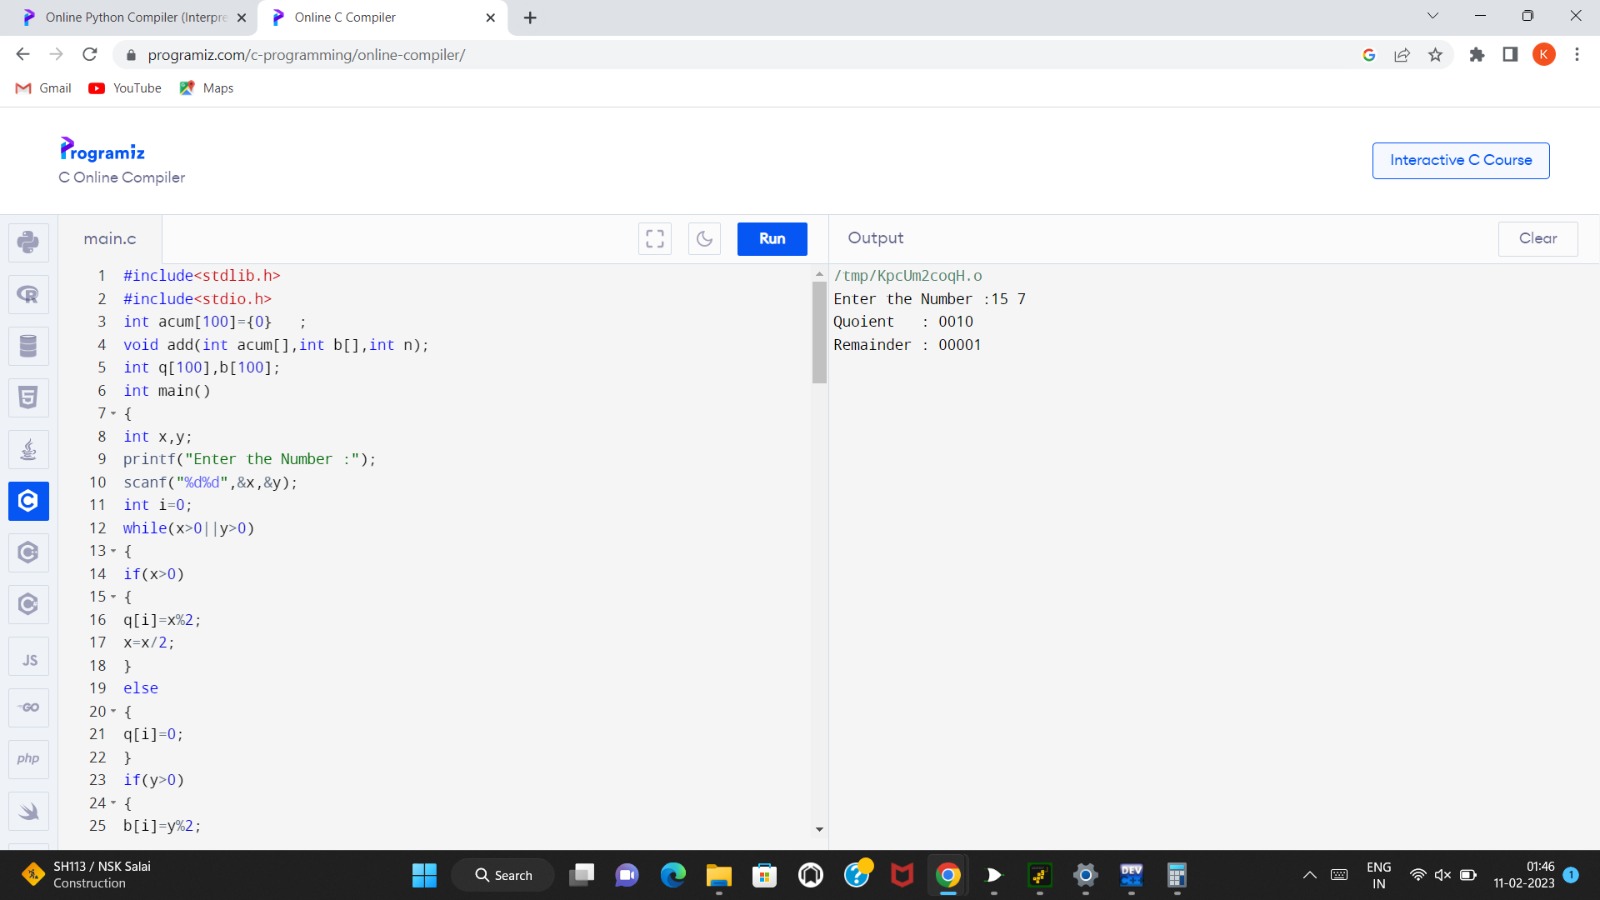 Online Python Compiler (Interpre
Online C Compiler
programiz.com/c-programming/online-compiler/
K
Gmail
YouTube
Maps
Programiz
C Online Compiler
Interactive C Course
main.c
Run
Output
Clear
1 #include<stdlib.h>
2 #include<stdio.h>
3 int acum[100]={0}   ;
4 void add(int acum[],int b[],int n);
5 int q[100],b[100];
6 int main()
7 {
8 int x,y;
9 printf("Enter the Number :");
10 scanf("%d%d",&x,&y);
11 int i=0;
12 while(x>0||y>0)
13 {
14 if(x>0)
15 {
16 q[i]=x%2;
17 x=x/2;
18 }
19 else
20 {
21 q[i]=0;
22 }
23 if(y>0)
24 {
25 b[i]=y%2;
/tmp/KpcUm2coqH.o
Enter the Number :15 7
Quoient   : 0010
Remainder : 00001
JS
GO
php
SH113 / NSK Salai
Construction
Search
DEV
ENG
IN
01:46
11-02-2023
1